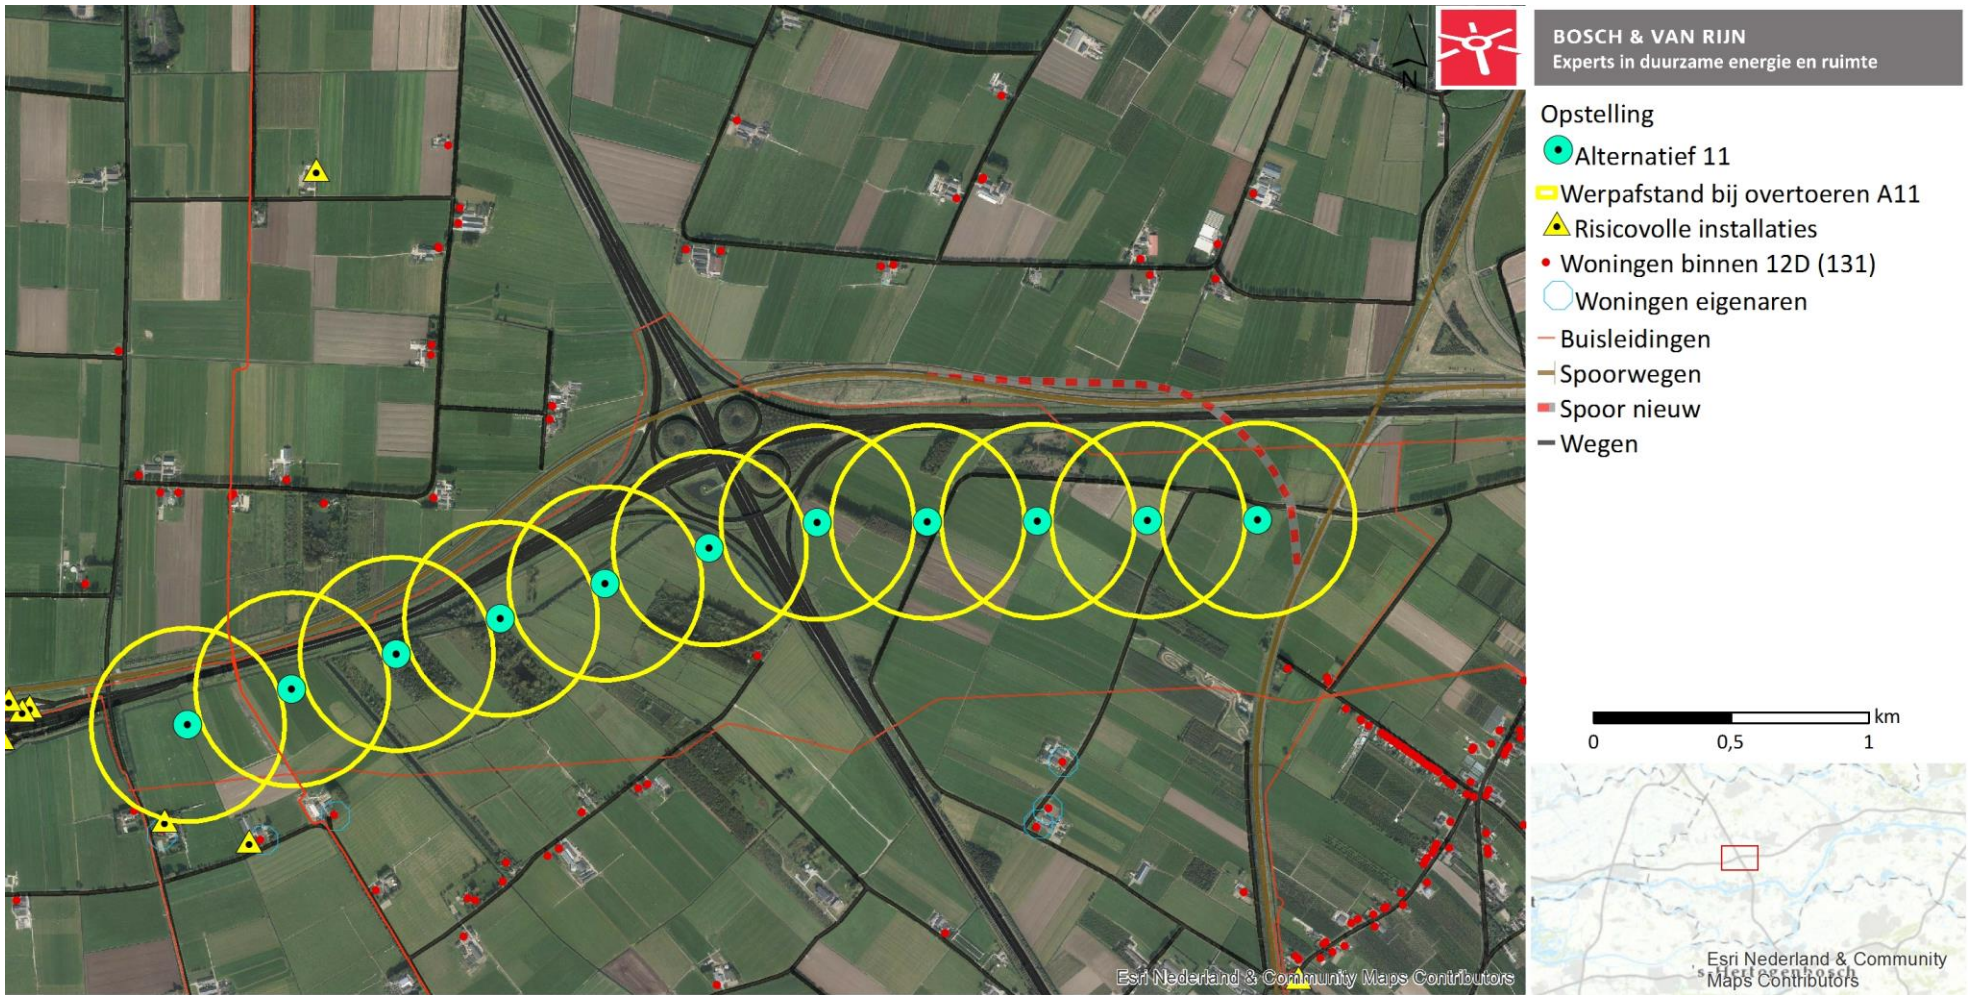 N
BOSCH & VAN RIJN
Experts in duurzame energie en ruimte
Opstelling
Alternatief 11
Werpafstand bij overtoeren A11
Risicovolle installaties
Woningen binnen 12D (131)
Woningen eigenaren
Buisleidingen
Spoorwegen
Spoor nieuw
Wegen
km
0 0,5 1
Esri Nederland & Community Maps Contributors
t
's-Hertogenbosch
Esri Nederland & Community
Maps Contributors